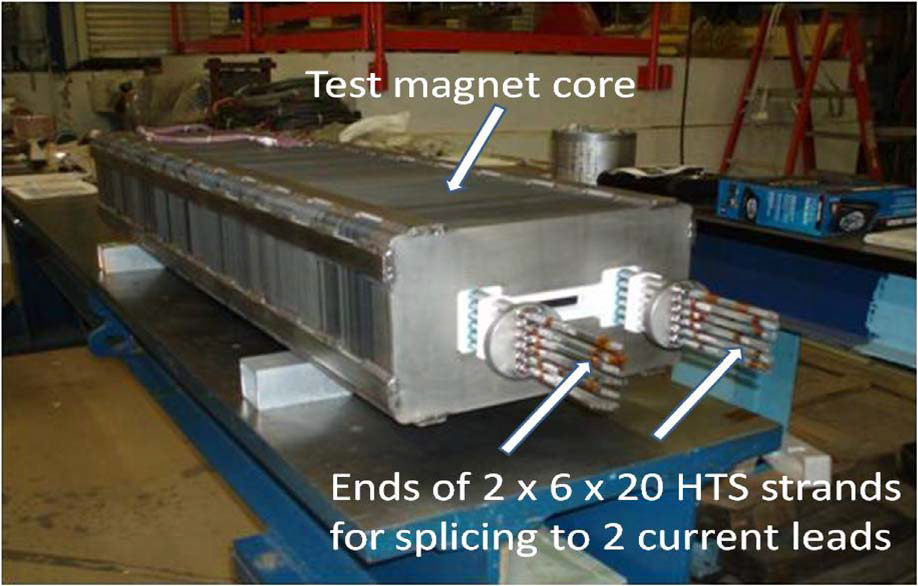 Test magnet core
Ends of 2 x 6 x 20 HTS strands
for splicing to 2 current leads